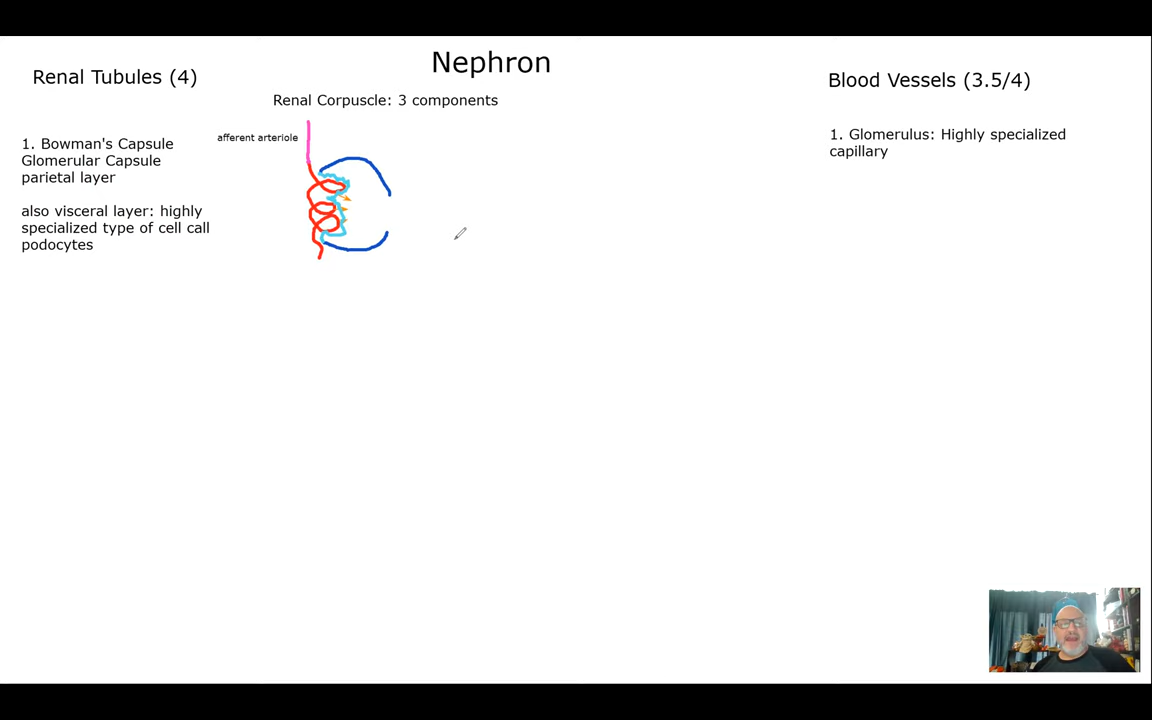 Nephron
Renal Tubules (4)
Blood Vessels (3.5/4)
Renal Corpuscle: 3 components
afferent arteriole
1. Bowman's Capsule
Glomerular Capsule
parietal layer
also visceral layer: highly
specialized type of cell call
podocytes
1. Glomerulus: Highly specialized
capillary